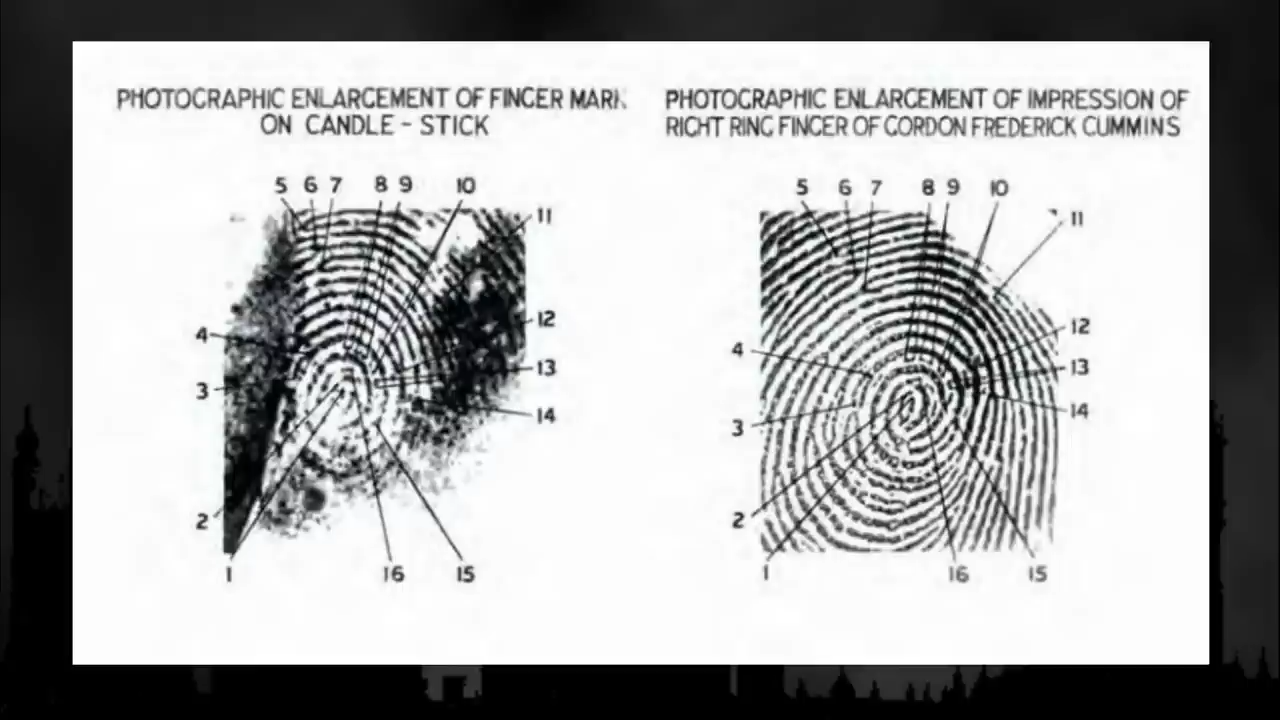 PHOTOGRAPHIC ENLARGEMENT OF FINGER MARK
ON CANDLE - STICK
5 6 7 8 9 10
11
12
13
14
4
3
2
1 16 15
PHOTOGRAPHIC ENLARGEMENT OF IMPRESSION OF
RIGHT RING FINGER OF GORDON FREDERICK CUMMINS
5 6 7 8 9 10
11
12
13
14
4
3
2
1 16 15